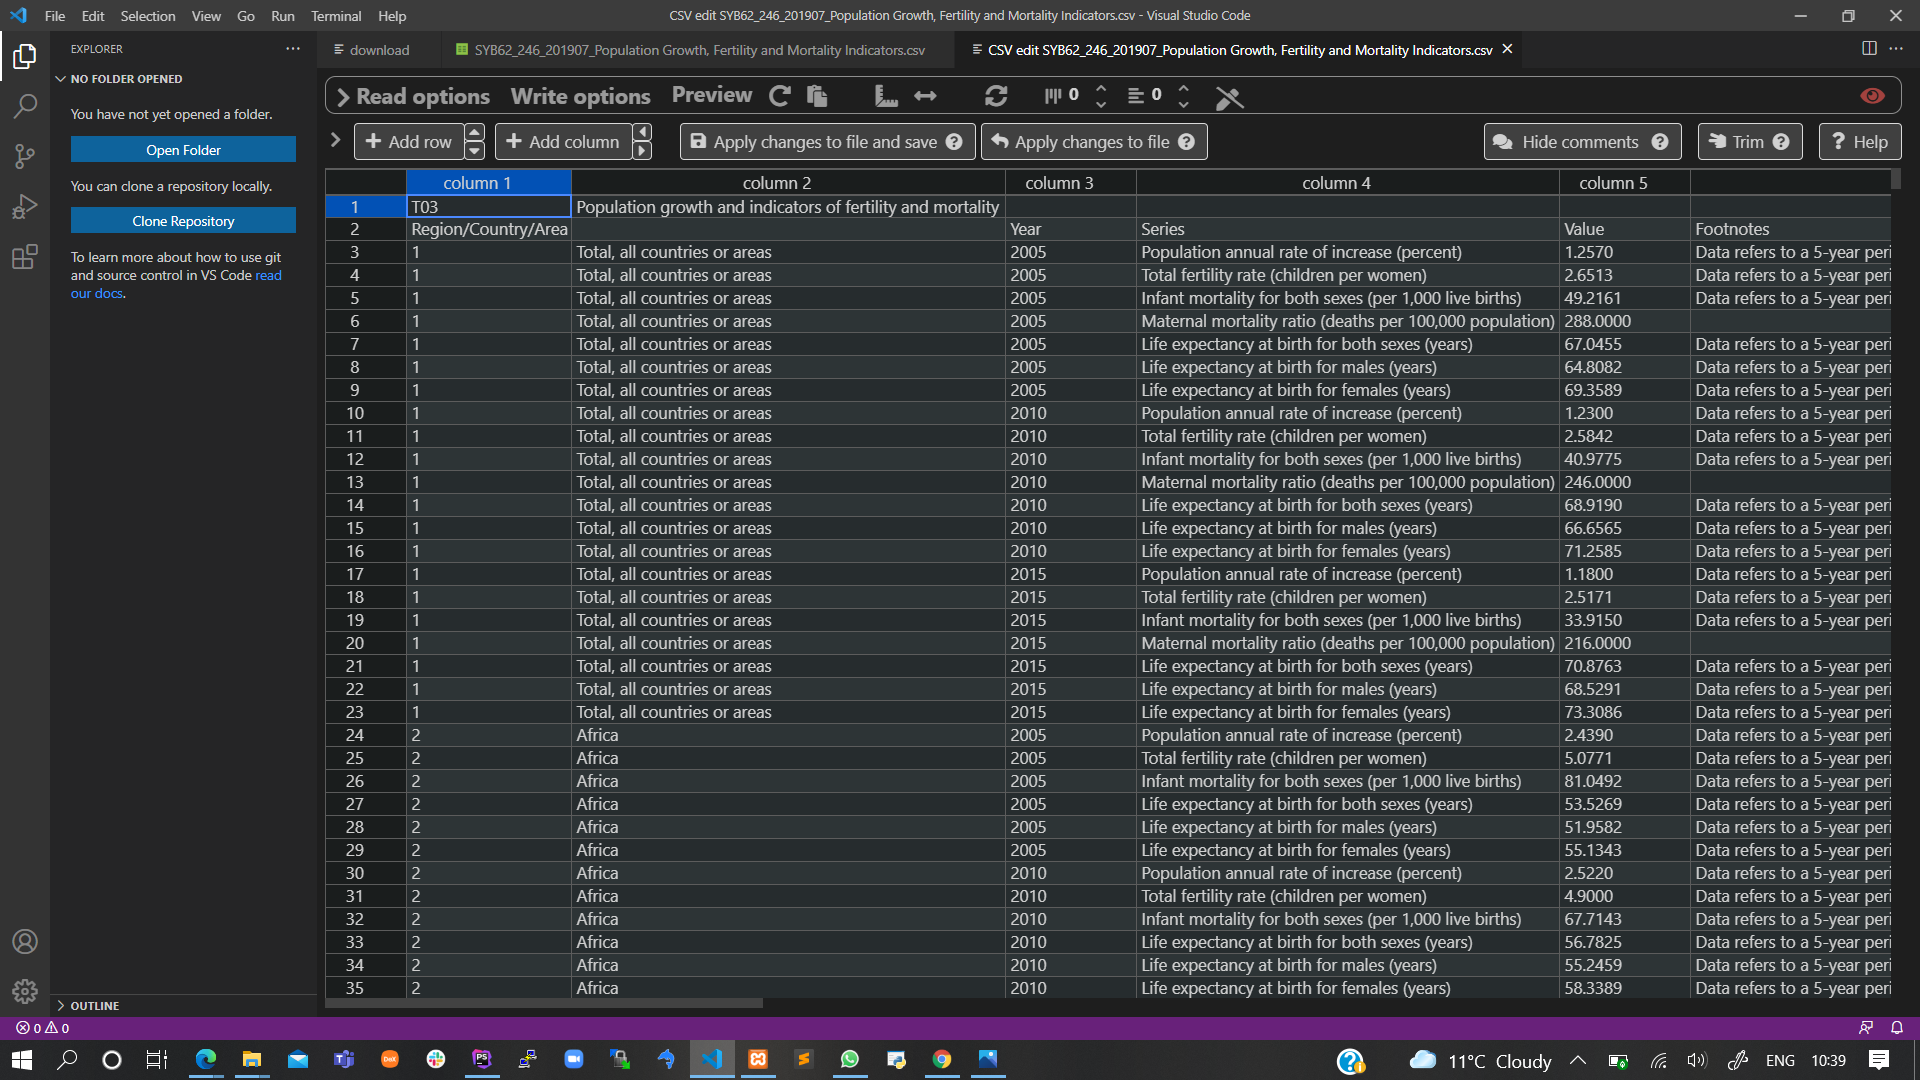 File Edit Selection View Go Run Terminal Help
CSV edit SYB62_246_201907_Population Growth, Fertility and Mortality Indicators.csv - Visual Studio Code
EXPLORER
NO FOLDER OPENED
You have not yet opened a folder.
Open Folder
You can clone a repository locally.
Clone Repository
To learn more about how to use git
and source control in VS Code read
our docs.
OUTLINE
download
SYB62_246_201907_Population Growth, Fertility and Mortality Indicators.csv
CSV edit SYB62_246_201907_Population Growth, Fertility and Mortality Indicators.csv
Read options Write options Preview 0 0
Add row Add column Apply changes to file and save Apply changes to file Hide comments Trim Help
column 1 column 2 column 3 column 4 column 5
1 T03 Population growth and indicators of fertility and mortality
2 Region/Country/Area Year Series Value Footnotes
3 1 Total, all countries or areas 2005 Population annual rate of increase (percent) 1.2570 Data refers to a 5-year peri
4 1 Total, all countries or areas 2005 Total fertility rate (children per women) 2.6513 Data refers to a 5-year peri
5 1 Total, all countries or areas 2005 Infant mortality for both sexes (per 1,000 live births) 49.2161 Data refers to a 5-year peri
6 1 Total, all countries or areas 2005 Maternal mortality ratio (deaths per 100,000 population) 288.0000
7 1 Total, all countries or areas 2005 Life expectancy at birth for both sexes (years) 67.0455 Data refers to a 5-year peri
8 1 Total, all countries or areas 2005 Life expectancy at birth for males (years) 64.8082 Data refers to a 5-year peri
9 1 Total, all countries or areas 2005 Life expectancy at birth for females (years) 69.3589 Data refers to a 5-year peri
10 1 Total, all countries or areas 2010 Population annual rate of increase (percent) 1.2300 Data refers to a 5-year peri
11 1 Total, all countries or areas 2010 Total fertility rate (children per women) 2.5842 Data refers to a 5-year peri
12 1 Total, all countries or areas 2010 Infant mortality for both sexes (per 1,000 live births) 40.9775 Data refers to a 5-year peri
13 1 Total, all countries or areas 2010 Maternal mortality ratio (deaths per 100,000 population) 246.0000
14 1 Total, all countries or areas 2010 Life expectancy at birth for both sexes (years) 68.9190 Data refers to a 5-year peri
15 1 Total, all countries or areas 2010 Life expectancy at birth for males (years) 66.6565 Data refers to a 5-year peri
16 1 Total, all countries or areas 2010 Life expectancy at birth for females (years) 71.2585 Data refers to a 5-year peri
17 1 Total, all countries or areas 2015 Population annual rate of increase (percent) 1.1800 Data refers to a 5-year peri
18 1 Total, all countries or areas 2015 Total fertility rate (children per women) 2.5171 Data refers to a 5-year peri
19 1 Total, all countries or areas 2015 Infant mortality for both sexes (per 1,000 live births) 33.9150 Data refers to a 5-year peri
20 1 Total, all countries or areas 2015 Maternal mortality ratio (deaths per 100,000 population) 216.0000
21 1 Total, all countries or areas 2015 Life expectancy at birth for both sexes (years) 70.8763 Data refers to a 5-year peri
22 1 Total, all countries or areas 2015 Life expectancy at birth for males (years) 68.5291 Data refers to a 5-year peri
23 1 Total, all countries or areas 2015 Life expectancy at birth for females (years) 73.3086 Data refers to a 5-year peri
24 2 Africa 2005 Population annual rate of increase (percent) 2.4390 Data refers to a 5-year peri
25 2 Africa 2005 Total fertility rate (children per women) 5.0771 Data refers to a 5-year peri
26 2 Africa 2005 Infant mortality for both sexes (per 1,000 live births) 81.0492 Data refers to a 5-year peri
27 2 Africa 2005 Life expectancy at birth for both sexes (years) 53.5269 Data refers to a 5-year peri
28 2 Africa 2005 Life expectancy at birth for males (years) 51.9582 Data refers to a 5-year peri
29 2 Africa 2005 Life expectancy at birth for females (years) 55.1343 Data refers to a 5-year peri
30 2 Africa 2010 Population annual rate of increase (percent) 2.5220 Data refers to a 5-year peri
31 2 Africa 2010 Total fertility rate (children per women) 4.9000 Data refers to a 5-year peri
32 2 Africa 2010 Infant mortality for both sexes (per 1,000 live births) 67.7143 Data refers to a 5-year peri
33 2 Africa 2010 Life expectancy at birth for both sexes (years) 56.7825 Data refers to a 5-year peri
34 2 Africa 2010 Life expectancy at birth for males (years) 55.2459 Data refers to a 5-year peri
35 2 Africa 2010 Life expectancy at birth for females (years) 58.3389 Data refers to a 5-year peri
0 0
11°C Cloudy ENG 10:39